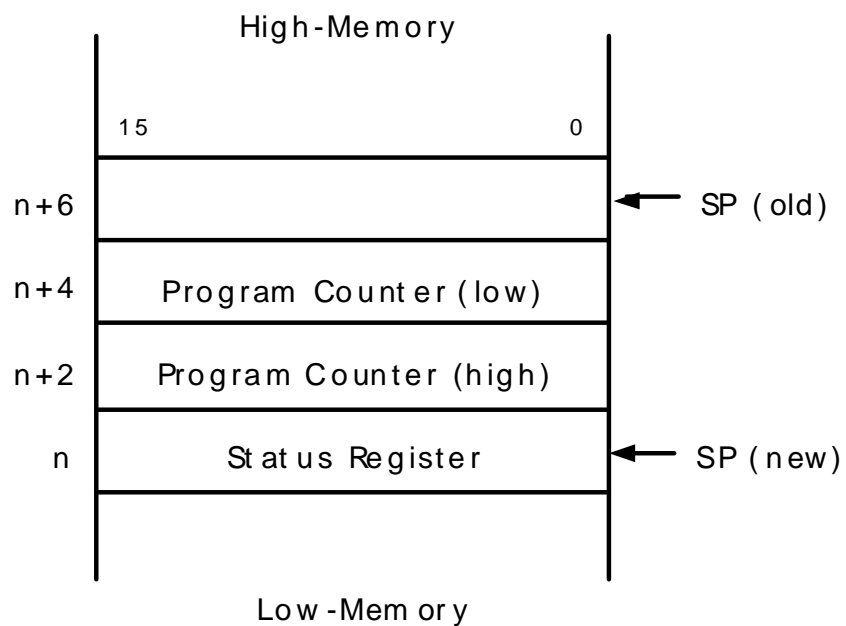 High-Memory
15 0
n+6 SP (old)
n+4 Program Counter (low)
n+2 Program Counter (high)
n Status Register SP (new)
Low-Memory